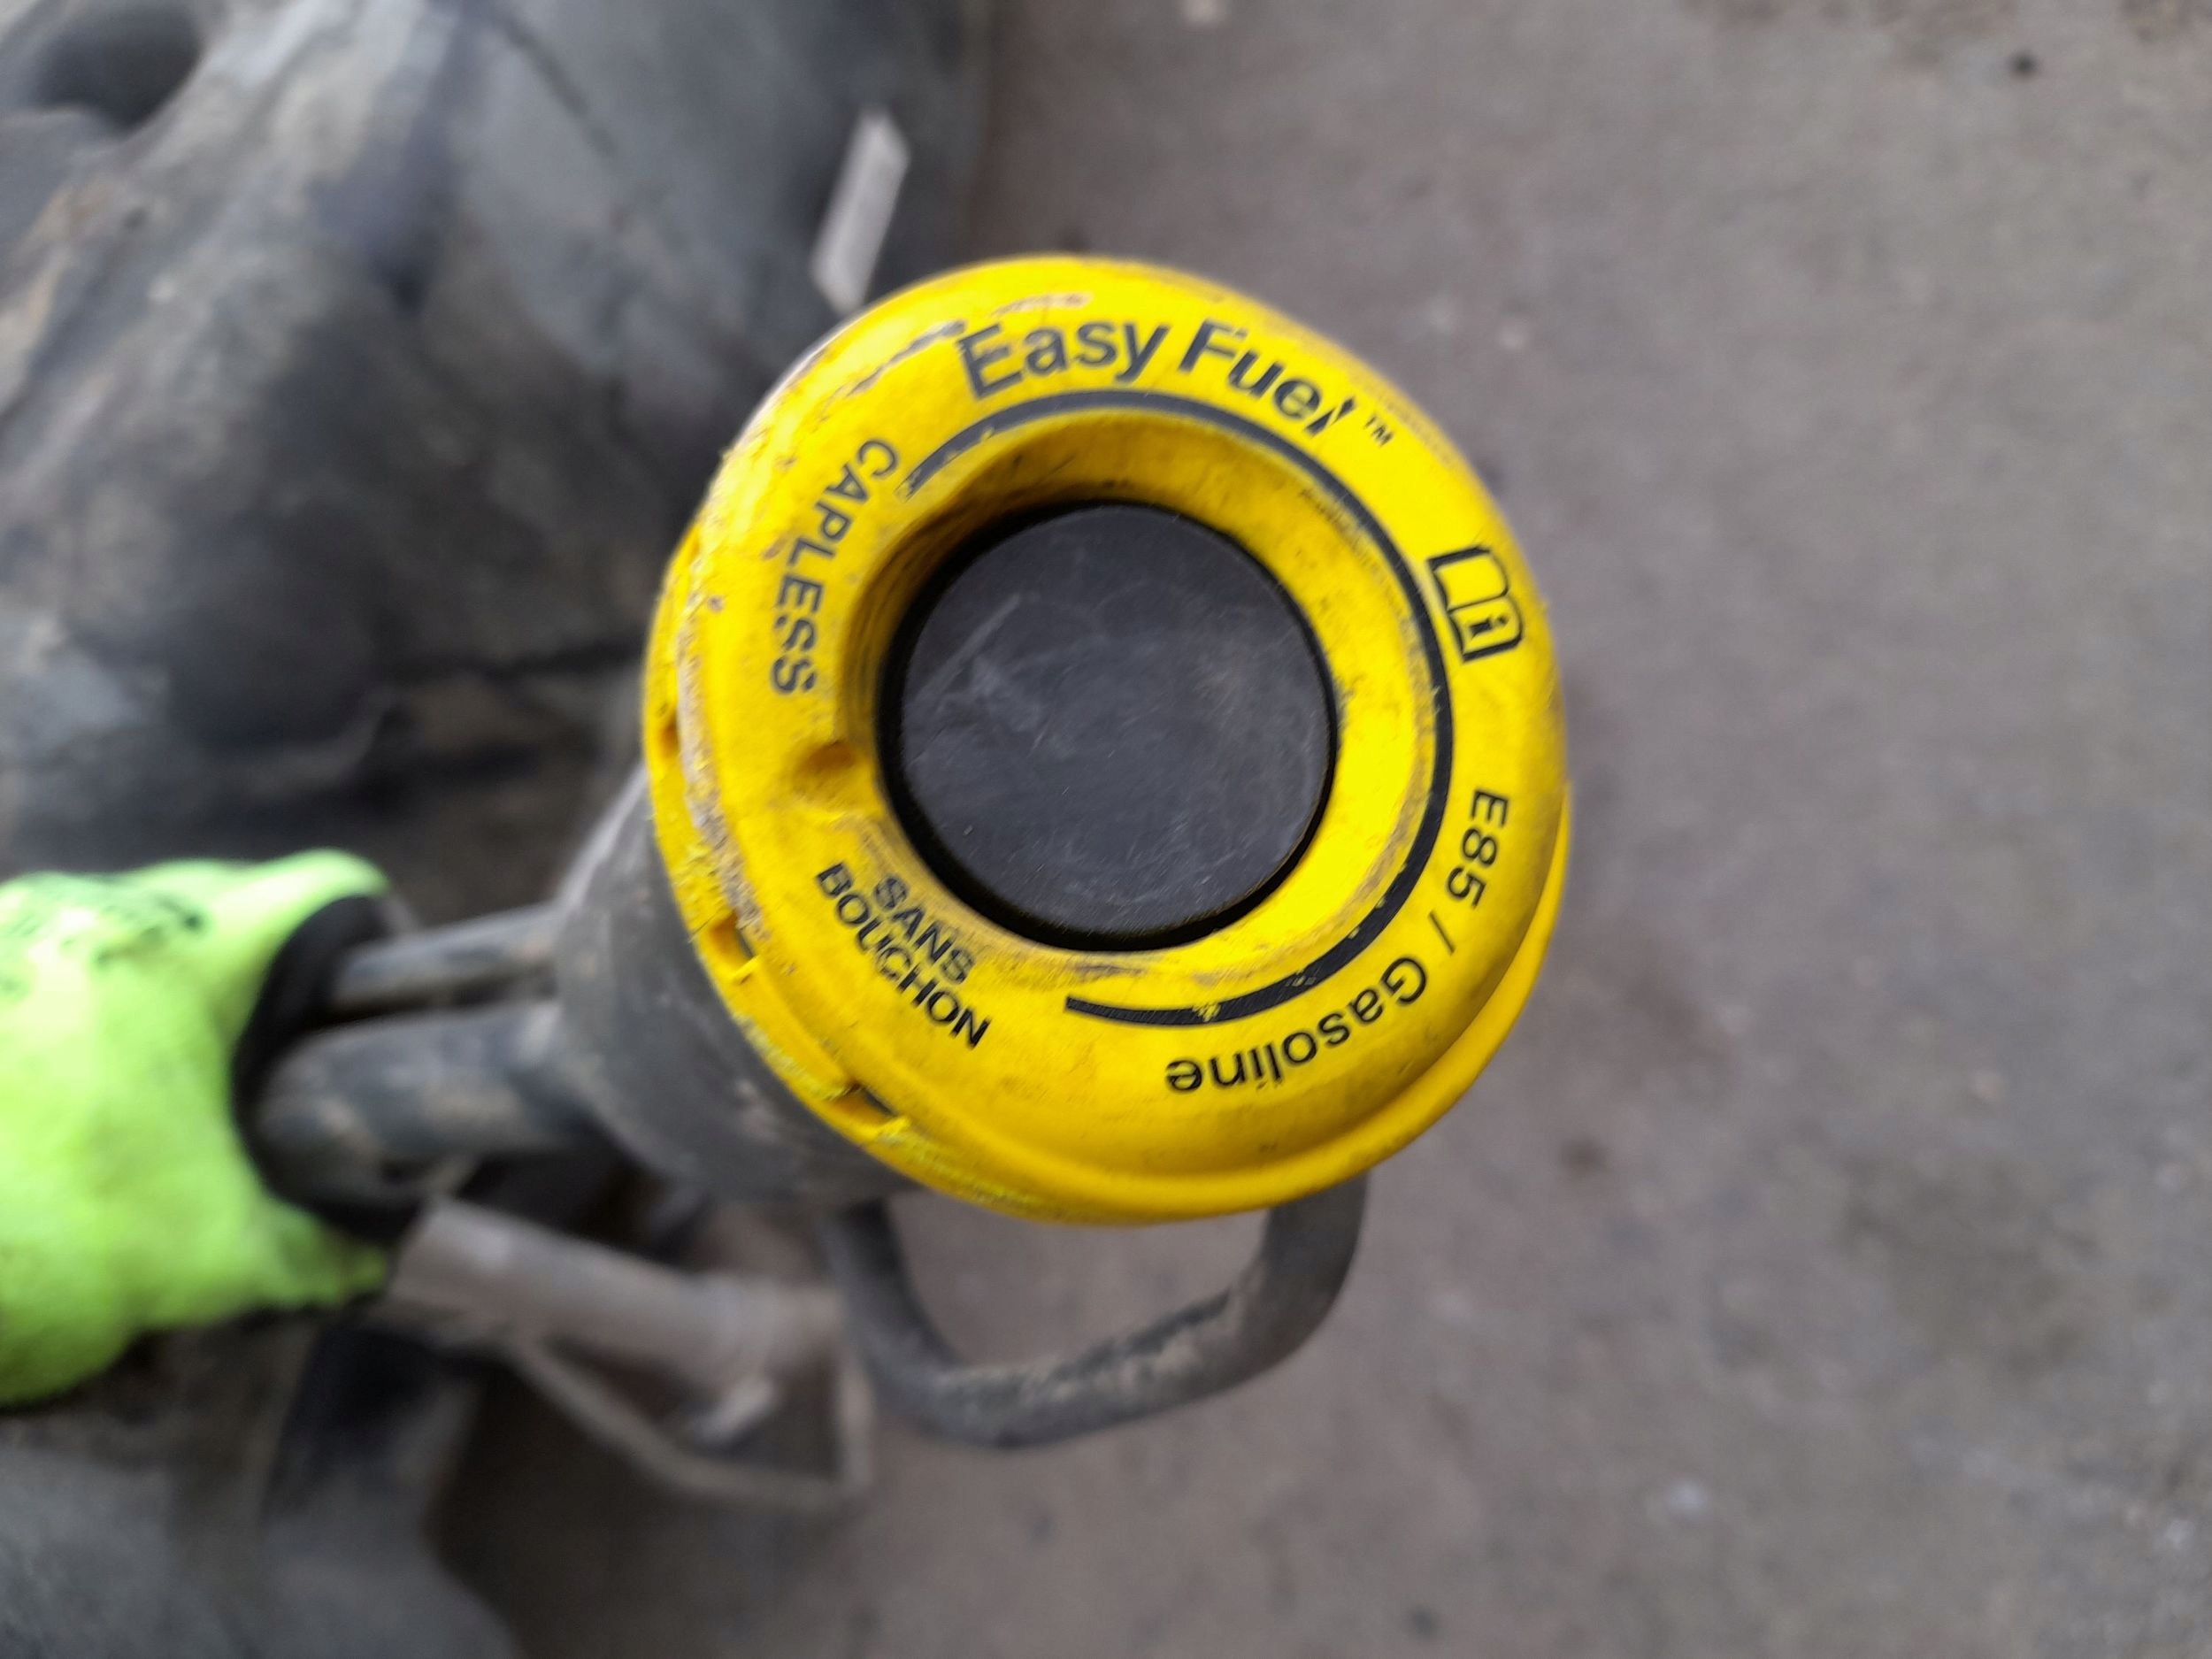 Easy Fuel™
i
E85 / Gasoline
SANS
BOUCHON
CAPLESS